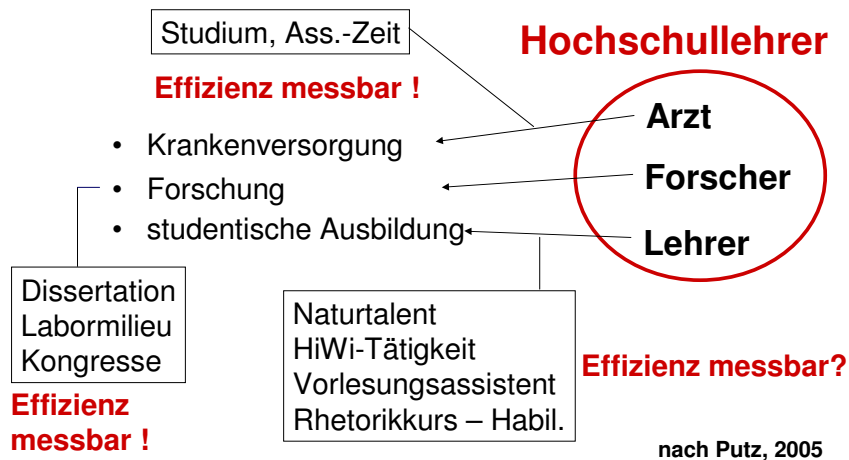 Studium, Ass.-Zeit
Hochschullehrer
Effizienz messbar !
Arzt
• Krankenversorgung
Forscher
• Forschung
• studentische Ausbildung
Lehrer
Dissertation
Labormilieu
Kongresse
Naturtalent
HiWi-Tätigkeit
Vorlesungsassistent
Rhetorikkurs – Habil.
Effizienz messbar?
Effizienz
messbar !
nach Putz, 2005